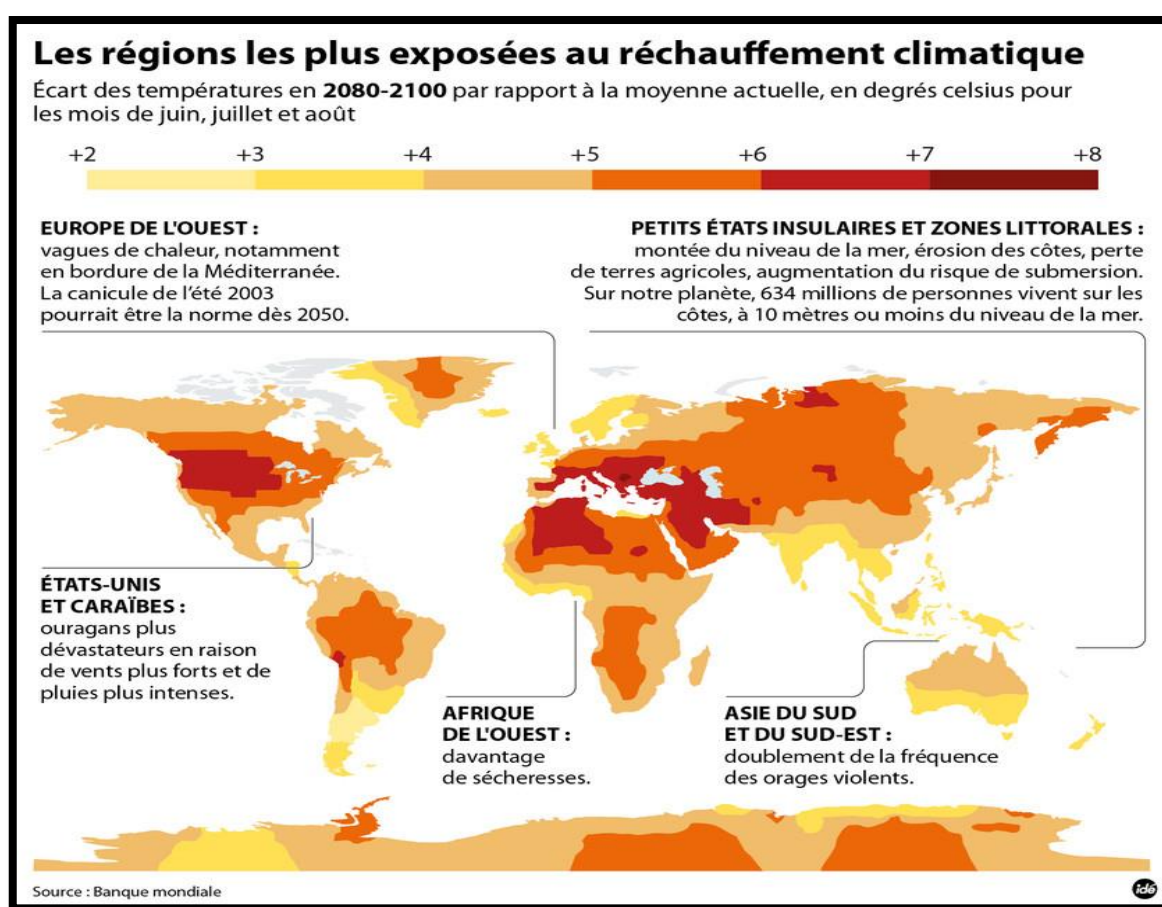 Les régions les plus exposées au réchauffement climatique
Écart des températures en 2080-2100 par rapport à la moyenne actuelle, en degrés celsius pour
les mois de juin, juillet et août
+2 +3 +4 +5 +6 +7 +8
EUROPE DE L'OUEST :
vagues de chaleur, notamment
en bordure de la Méditerranée.
La canicule de l'été 2003
pourrait être la norme dès 2050.
PETITS ÉTATS INSULAIRES ET ZONES LITTORALES :
montée du niveau de la mer, érosion des côtes, perte
de terres agricoles, augmentation du risque de submersion.
Sur notre planète, 634 millions de personnes vivent sur les
côtes, à 10 mètres ou moins du niveau de la mer.
ÉTATS-UNIS
ET CARAÏBES :
ouragans plus
dévastateurs en raison
de vents plus forts et de
pluies plus intenses.
AFRIQUE
DE L'OUEST :
davantage
de sécheresses.
ASIE DU SUD
ET DU SUD-EST :
doublement de la fréquence
des orages violents.
Source : Banque mondiale
idé